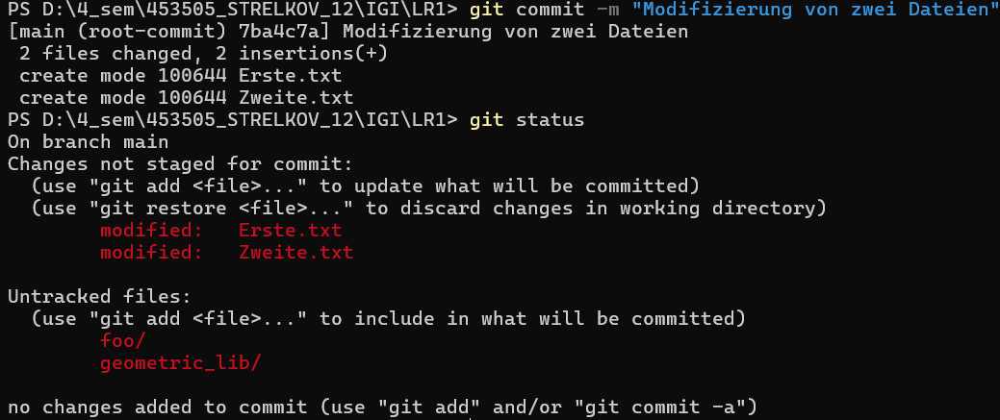 PS D:\4_sem\453505_STRELKOV_12\IGI\LR1> git commit -m "Modifizierung von zwei Dateien"
[main (root-commit) 7ba4c7a] Modifizierung von zwei Dateien
 2 files changed, 2 insertions(+)
 create mode 100644 Erste.txt
 create mode 100644 Zweite.txt
PS D:\4_sem\453505_STRELKOV_12\IGI\LR1> git status
On branch main
Changes not staged for commit:
  (use "git add <file>..." to update what will be committed)
  (use "git restore <file>..." to discard changes in working directory)
        modified:   Erste.txt
        modified:   Zweite.txt

Untracked files:
  (use "git add <file>..." to include in what will be committed)
        foo/
        geometric_lib/

no changes added to commit (use "git add" and/or "git commit -a")